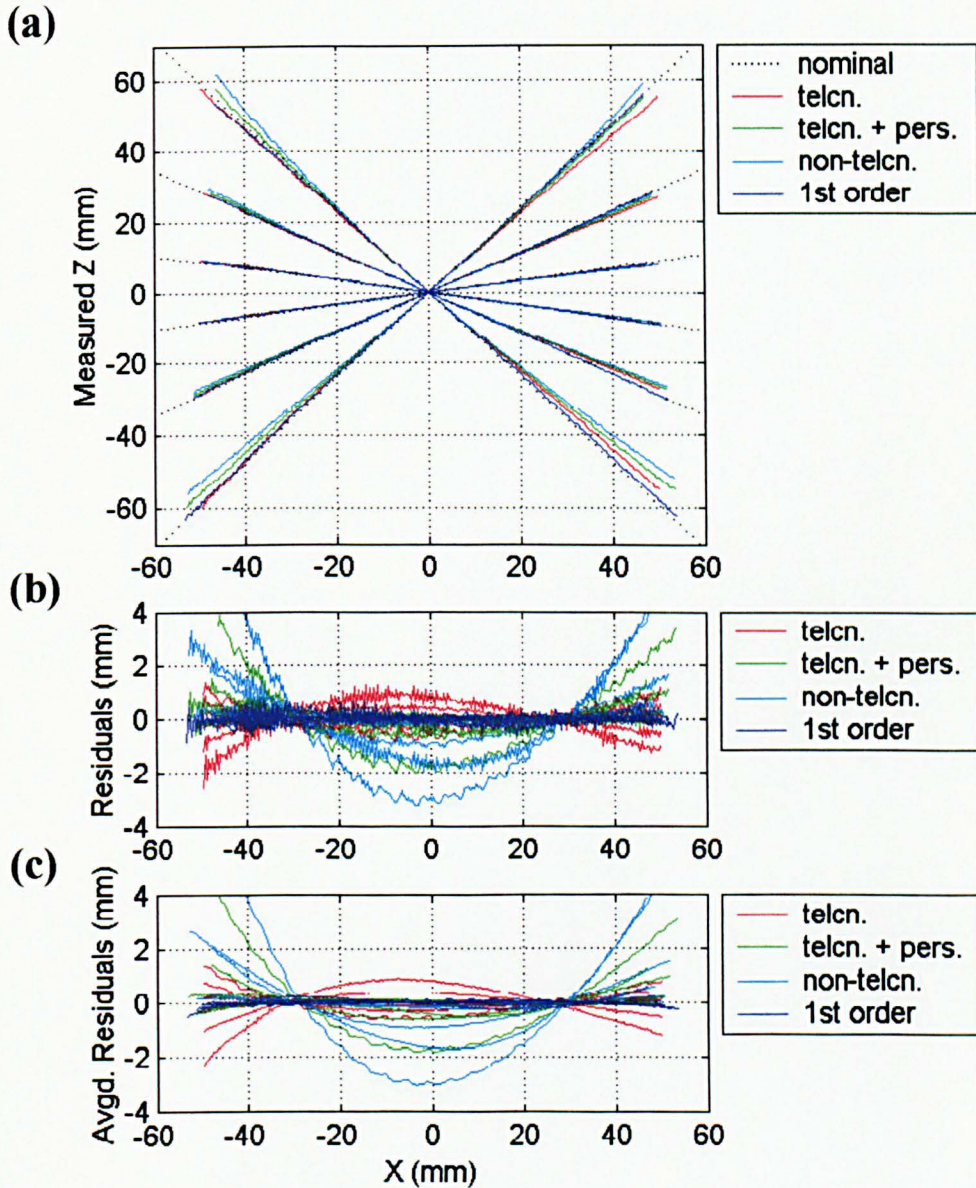 (a)
Measured Z (mm)
60
40
20
0
-20
-40
-60
-60 -40 -20 0 20 40 60
nominal
telcn.
telcn. + pers.
non-telcn.
1st order
(b)
Residuals (mm)
4
2
0
-2
-4
-60 -40 -20 0 20 40 60
telcn.
telcn. + pers.
non-telcn.
1st order
(c)
Avgd. Residuals (mm)
4
2
0
-2
-4
-60 -40 -20 0 20 40 60
X (mm)
telcn.
telcn. + pers.
non-telcn.
1st order